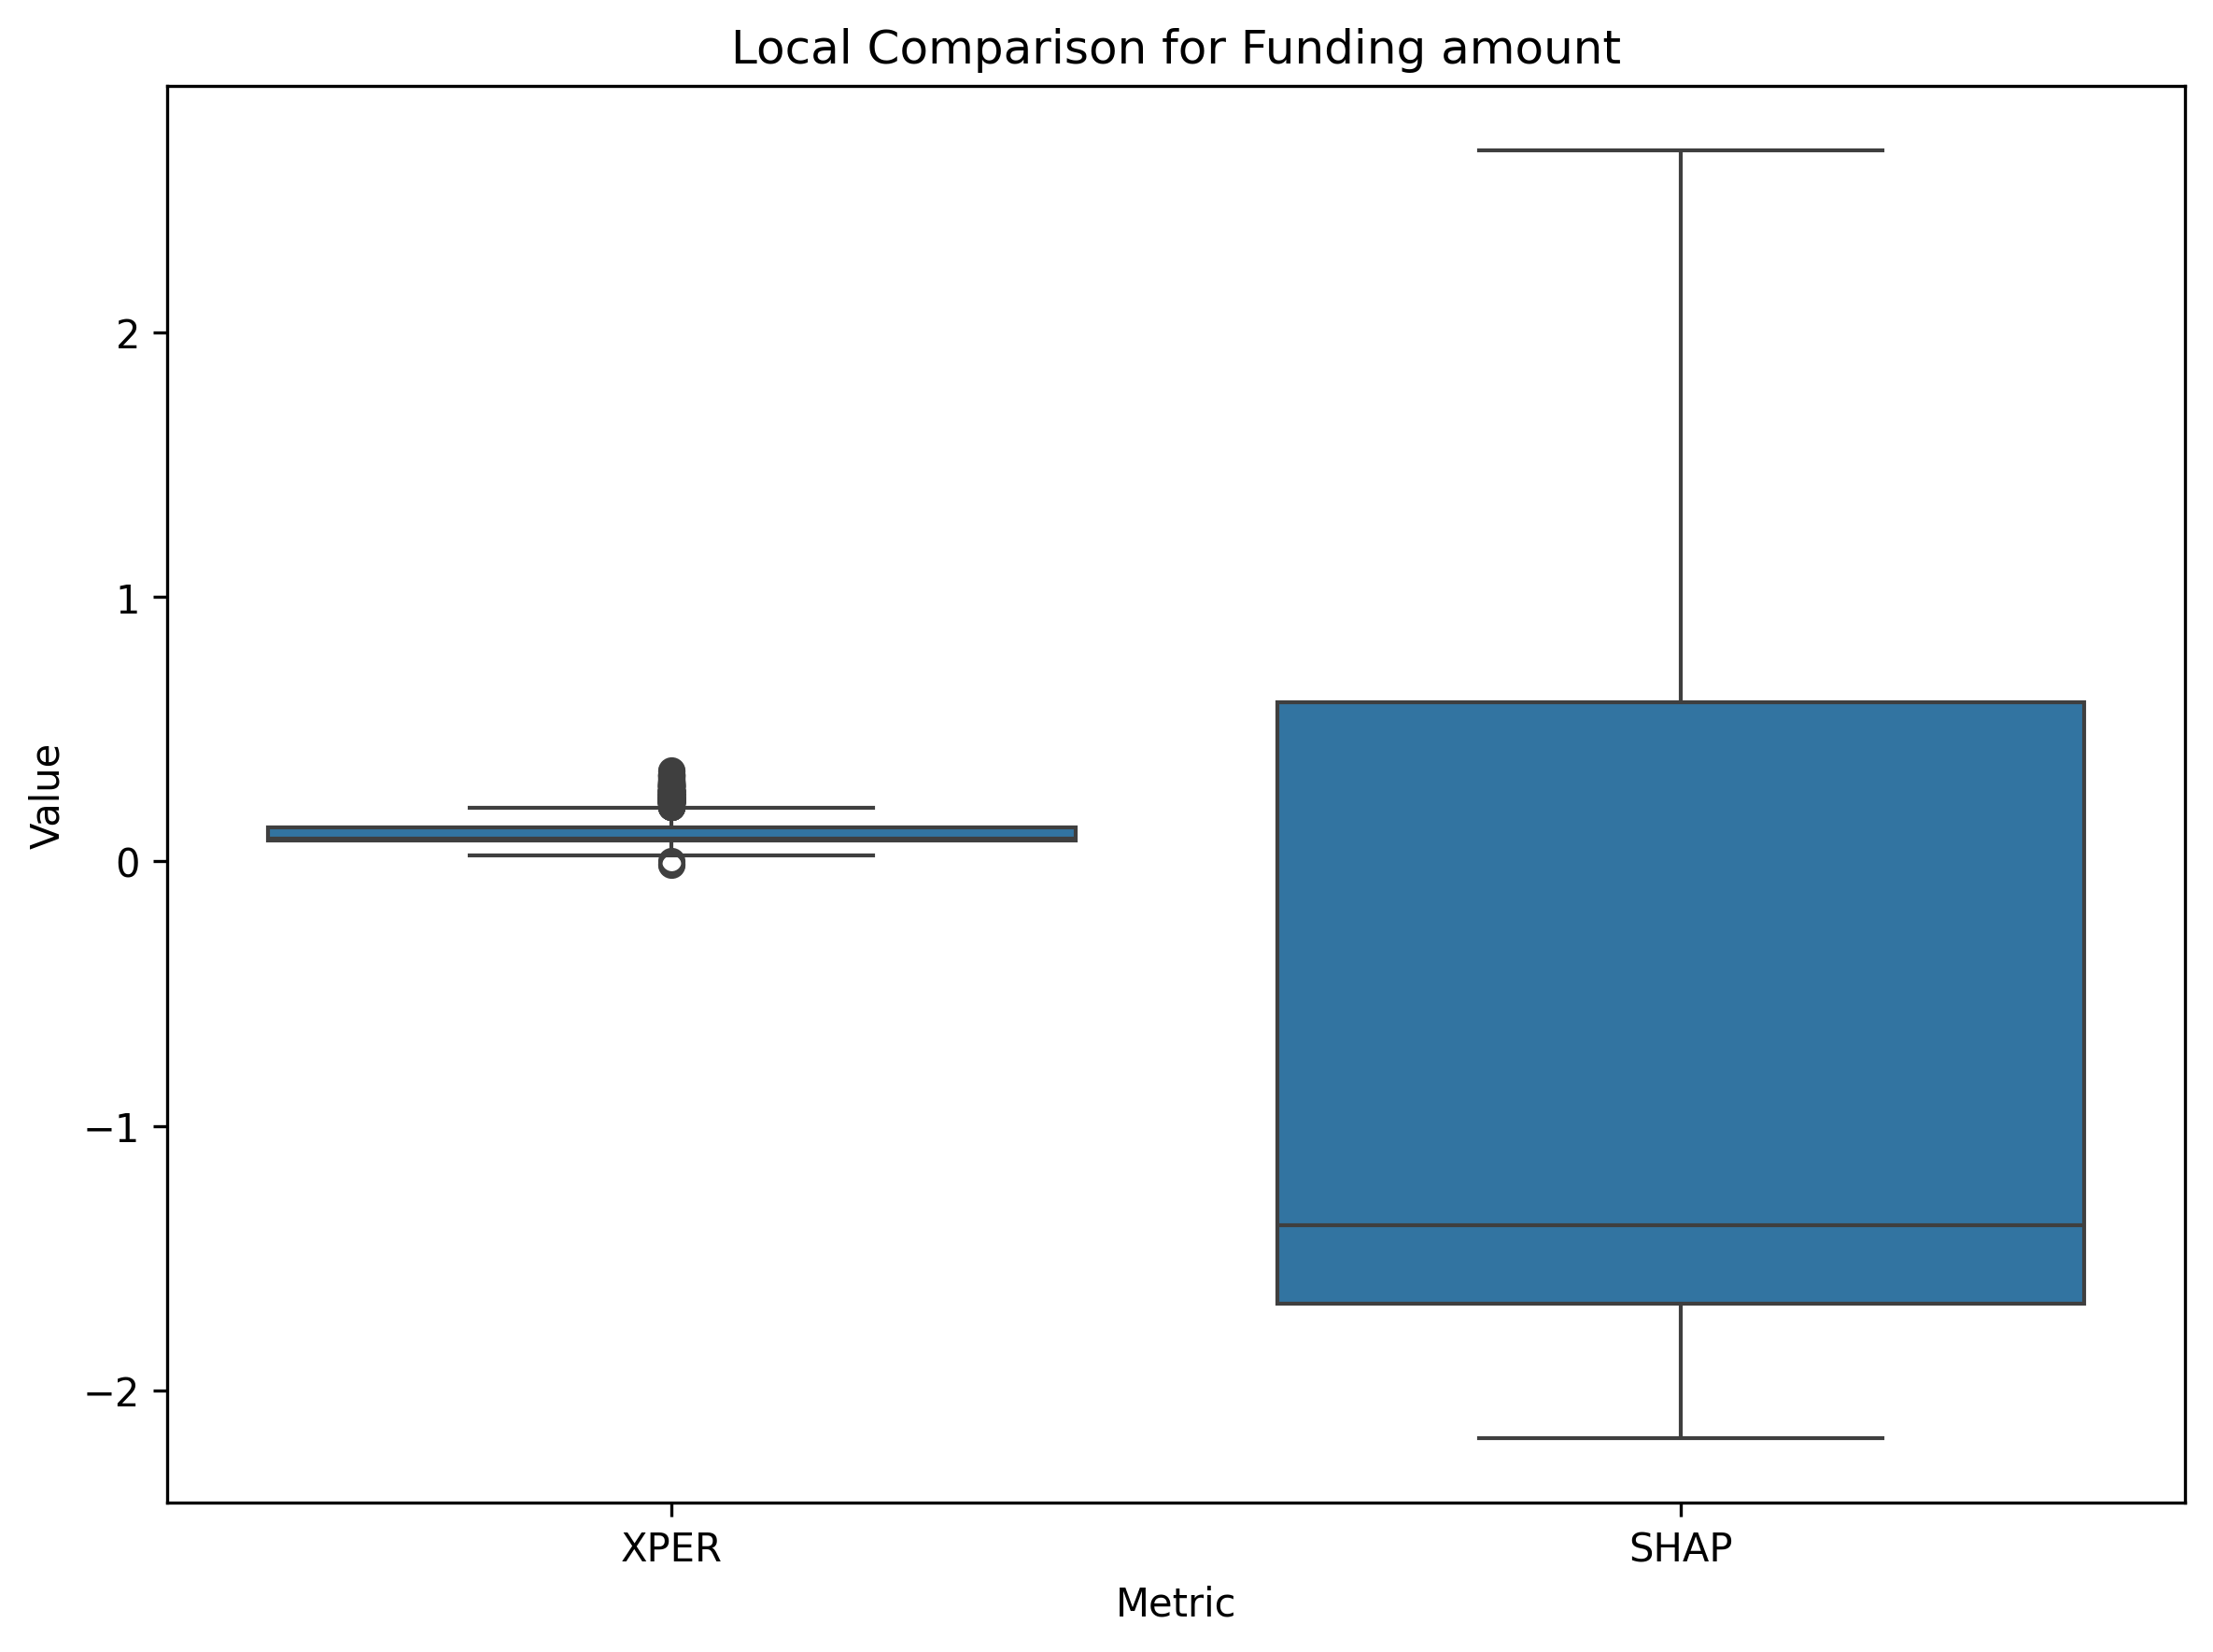 Local Comparison for Funding amount
Value
2
1
0
−1
−2
XPER
SHAP
Metric